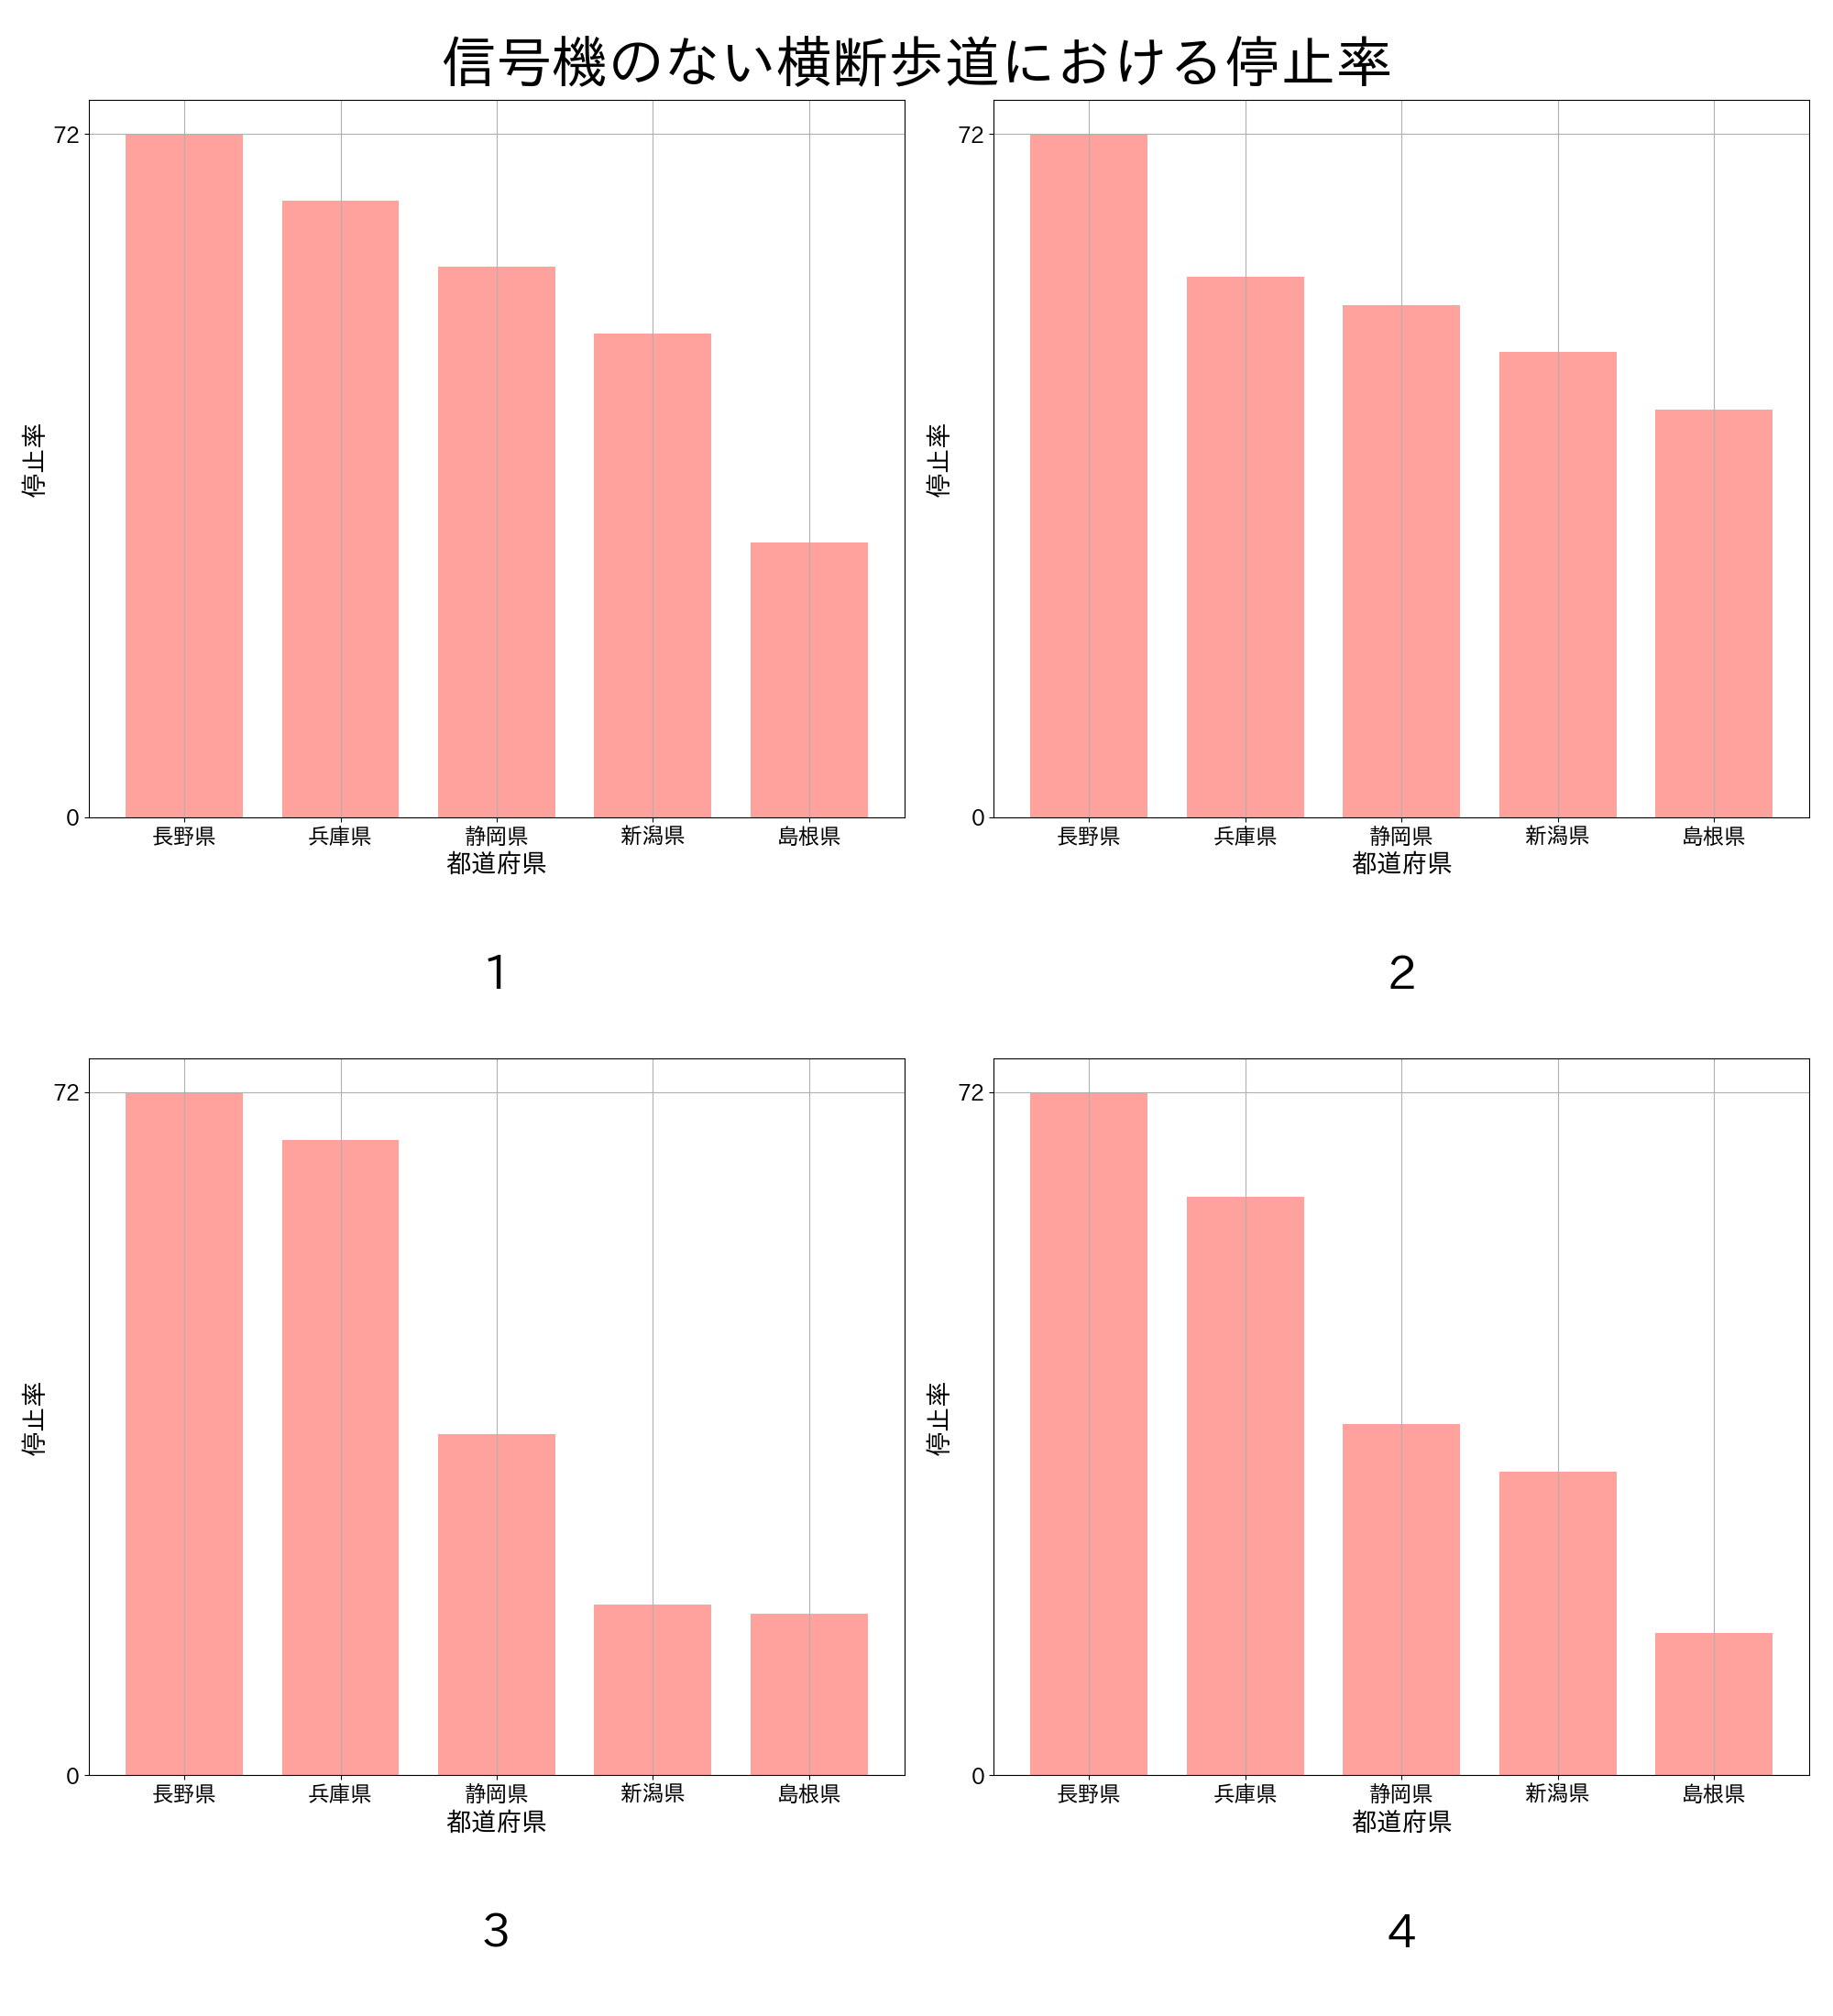 信号機のない横断歩道における停止率
72
0
停止率
長野県 兵庫県 静岡県 新潟県 島根県
都道府県
1
72
0
停止率
長野県 兵庫県 静岡県 新潟県 島根県
都道府県
2
72
0
停止率
長野県 兵庫県 静岡県 新潟県 島根県
都道府県
3
72
0
停止率
長野県 兵庫県 静岡県 新潟県 島根県
都道府県
4